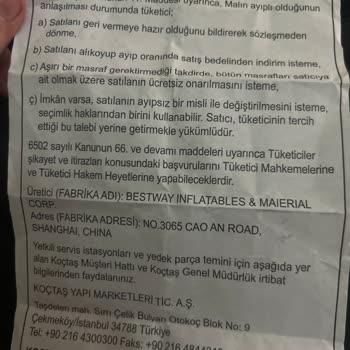 uyarınca, Malın ayıplı olduğunun
anlaşılması durumunda tüketici;
a) Satılanı geri vermeye hazır olduğunu bildirerek sözleşmeden
dönme,
b) Satılanı alıkoyup ayıp oranında satış bedelinden indirim isteme,
c) Aşırı bir masraf gerektirmediği takdirde, bütün masrafları satıcıya
ait olmak üzere satılanın ücretsiz onarılmasını isteme,
ç) İmkân varsa, satılanın ayıpsız bir misli ile değiştirilmesini isteme,
seçimlik haklarından birini kullanabilir. Satıcı, tüketicinin tercih
ettiği bu talebi yerine getirmekle yükümlüdür.
6502 sayılı Kanunun 66. ve devamı maddeleri uyarınca Tüketiciler
şikayet ve itirazları konusundaki başvurularını Tüketici Mahkemelerine
ve Tüketici Hakem Heyetlerine yapabileceklerdir.
Üretici (FABRİKA ADI): BESTWAY INFLATABLES & MAIERIAL
CORP.
Adres (FABRİKA ADRESİ): NO.3065 CAO AN ROAD,
SHANGHAI, CHINA
Yetkili servis istasyonları ve yedek parça temini için aşağıda yer
alan Koçtaş Müşteri Hattı ve Koçtaş Genel Müdürlük irtibat
bilgilerinden faydalanınız.
KOÇTAŞ YAPI MARKETLERİ TİC. A.Ş.
Taşdelen mah. Sırrı Çelik Bulvarı Otokoç Blok No: 9
Çekmeköy/İstanbul 34788 Türkiye
Tel: +90 216 4300300 Faks: +90 216